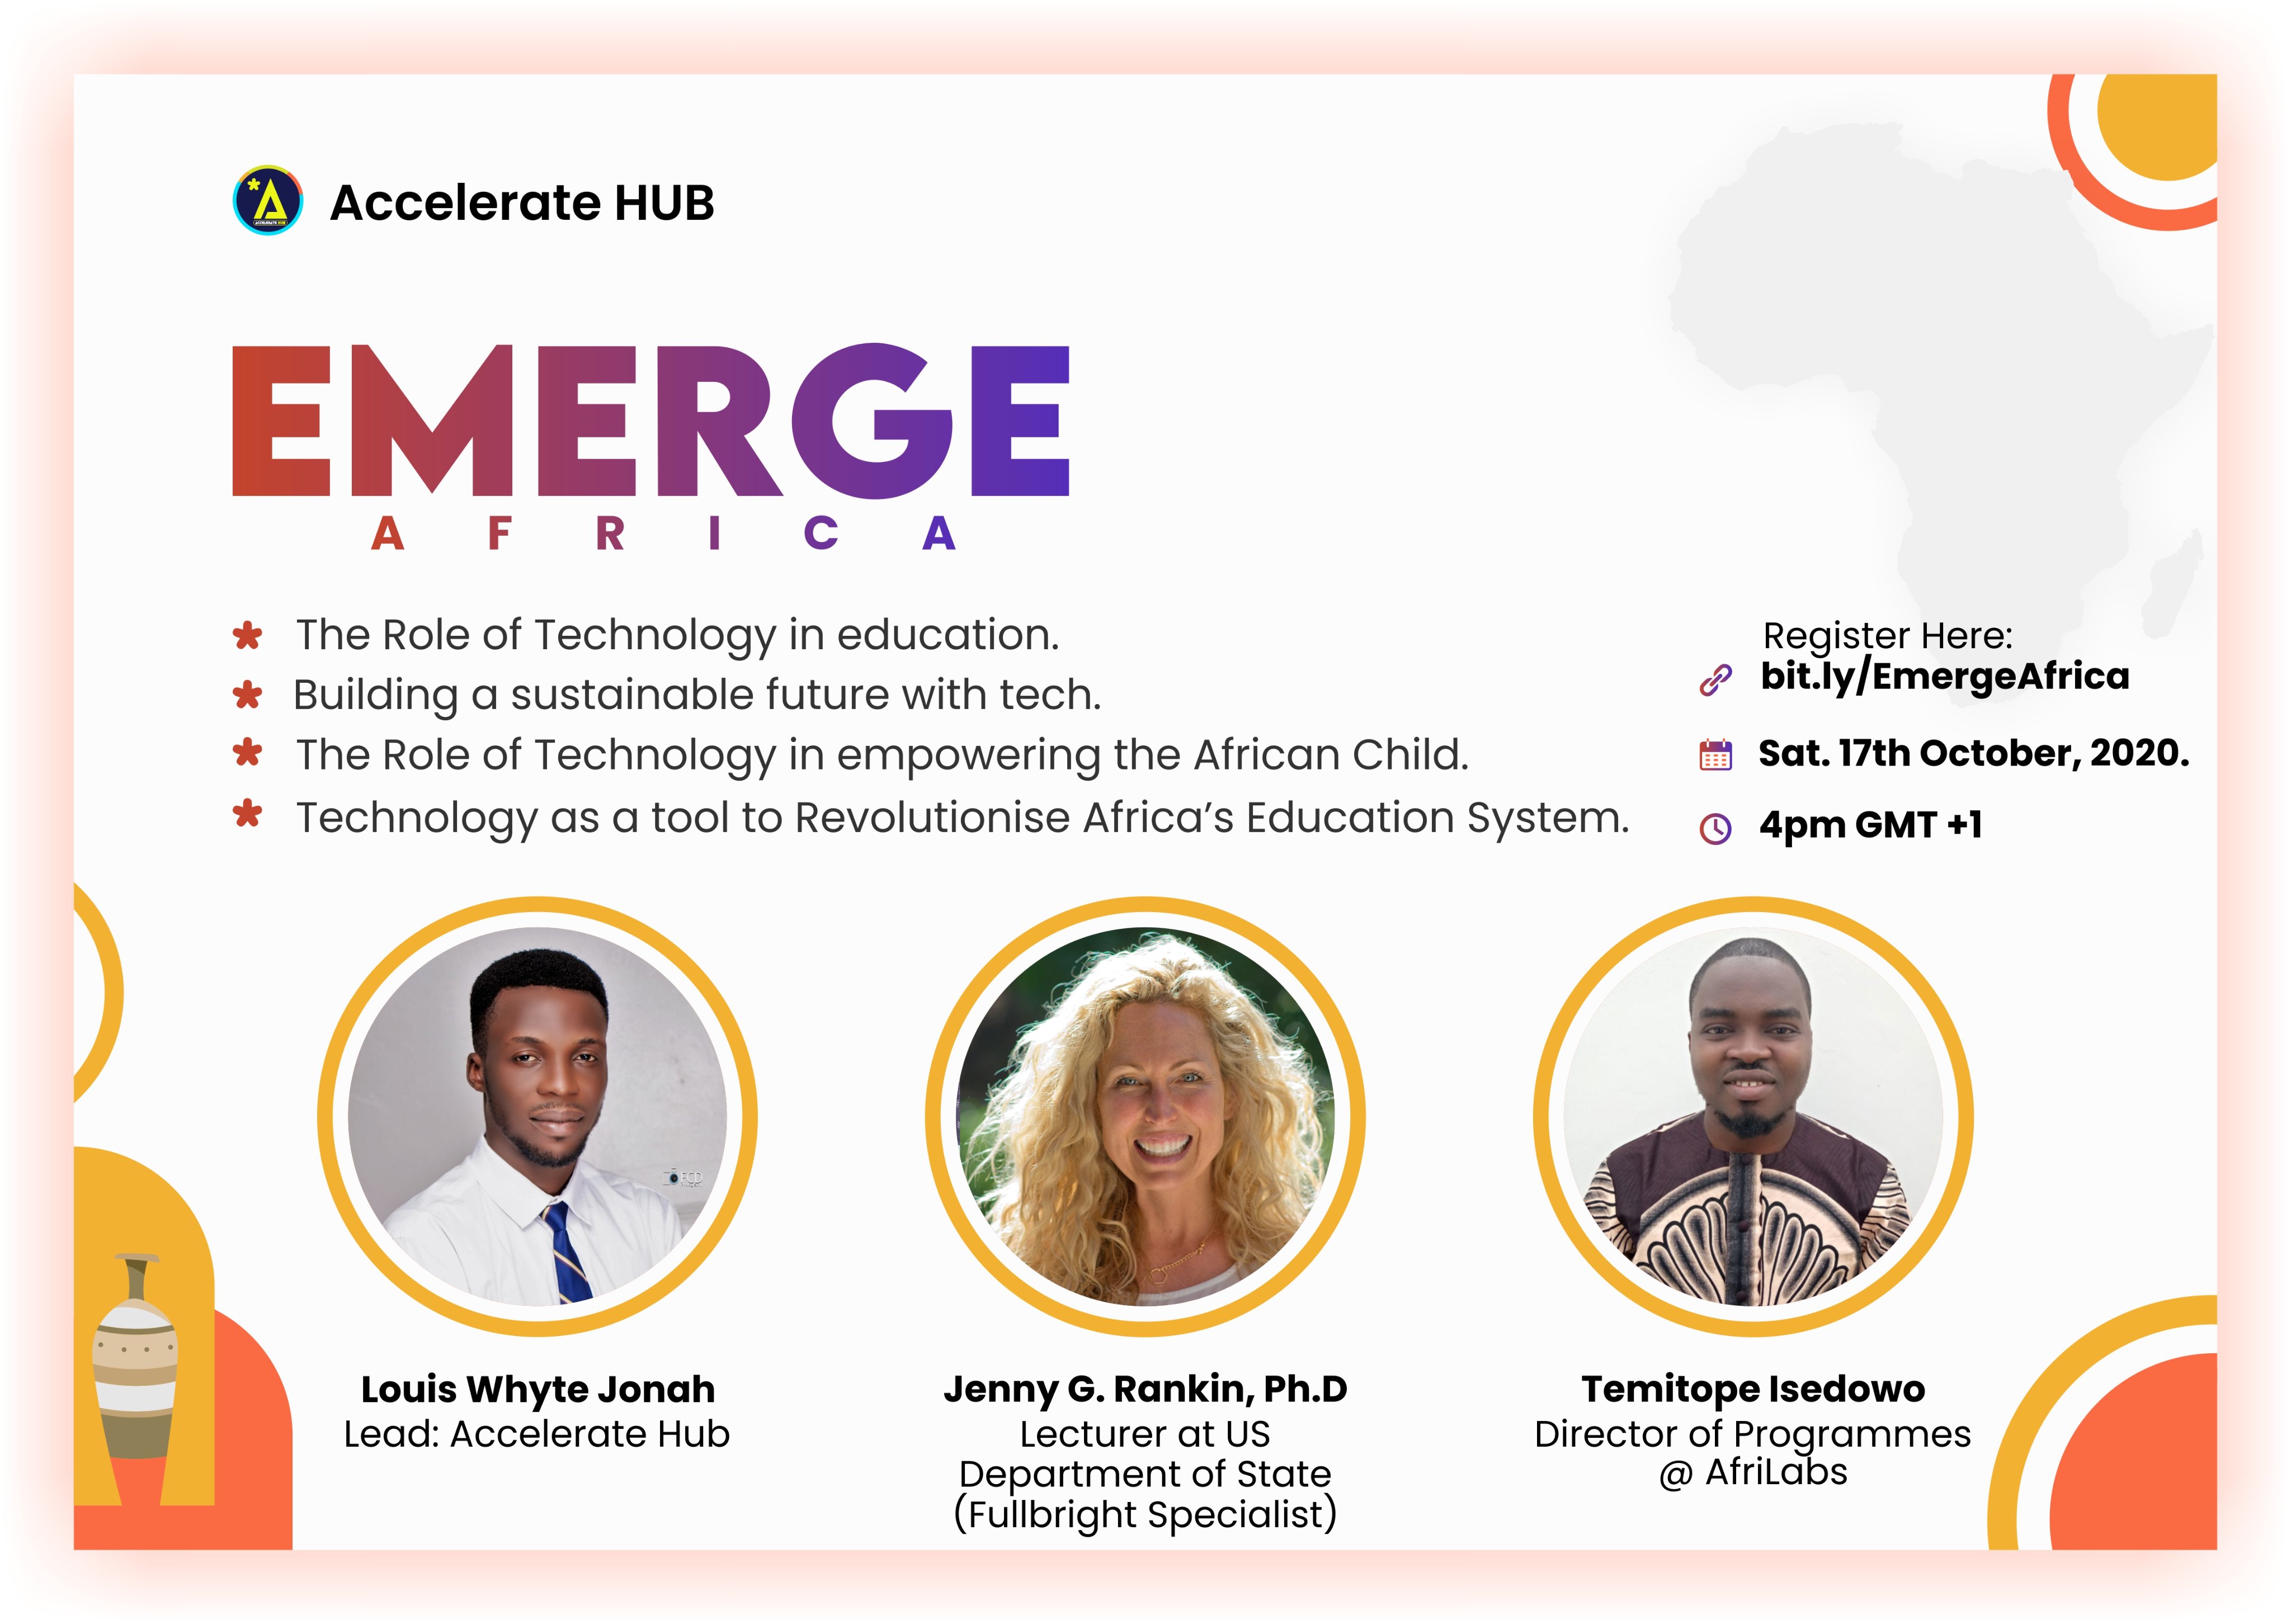 Accelerate HUB
EMERGE
AFRICA
The Role of Technology in education.
Building a sustainable future with tech.
The Role of Technology in empowering the African Child.
Technology as a tool to Revolutionise Africa’s Education System.
Register Here:
bit.ly/EmergeAfrica
Sat. 17th October, 2020.
4pm GMT +1
Louis Whyte Jonah
Lead: Accelerate Hub
Jenny G. Rankin, Ph.D
Lecturer at US
Department of State
(Fullbright Specialist)
Temitope Isedowo
Director of Programmes
@ AfriLabs